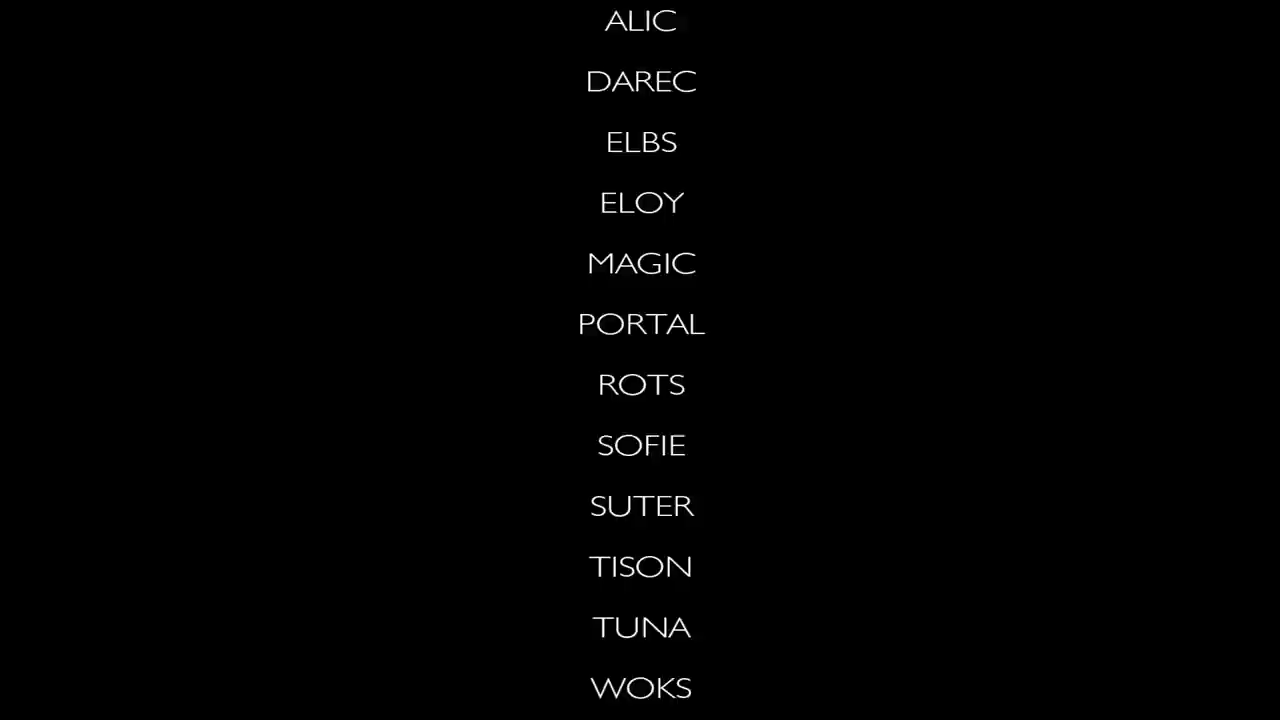 ALIC
DAREC
ELBS
ELOY
MAGIC
PORTAL
ROTS
SOFIE
SUTER
TISON
TUNA
WOKS